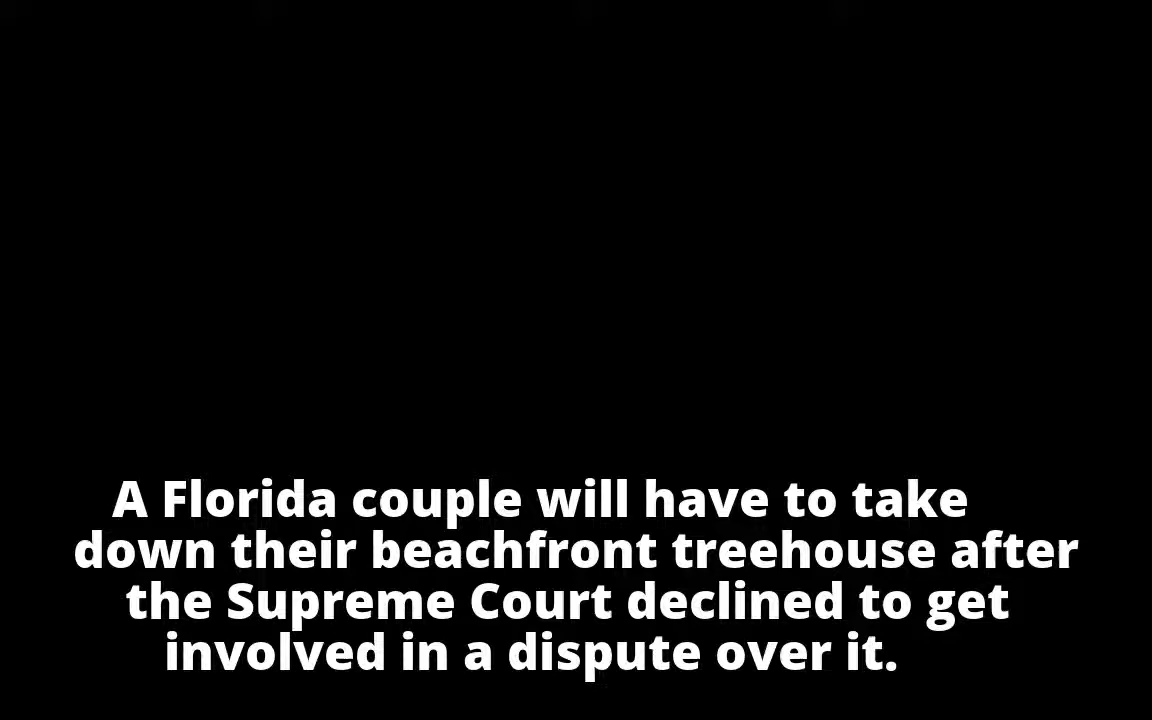 A Florida couple will have to take
down their beachfront treehouse after
the Supreme Court declined to get
involved in a dispute over it.